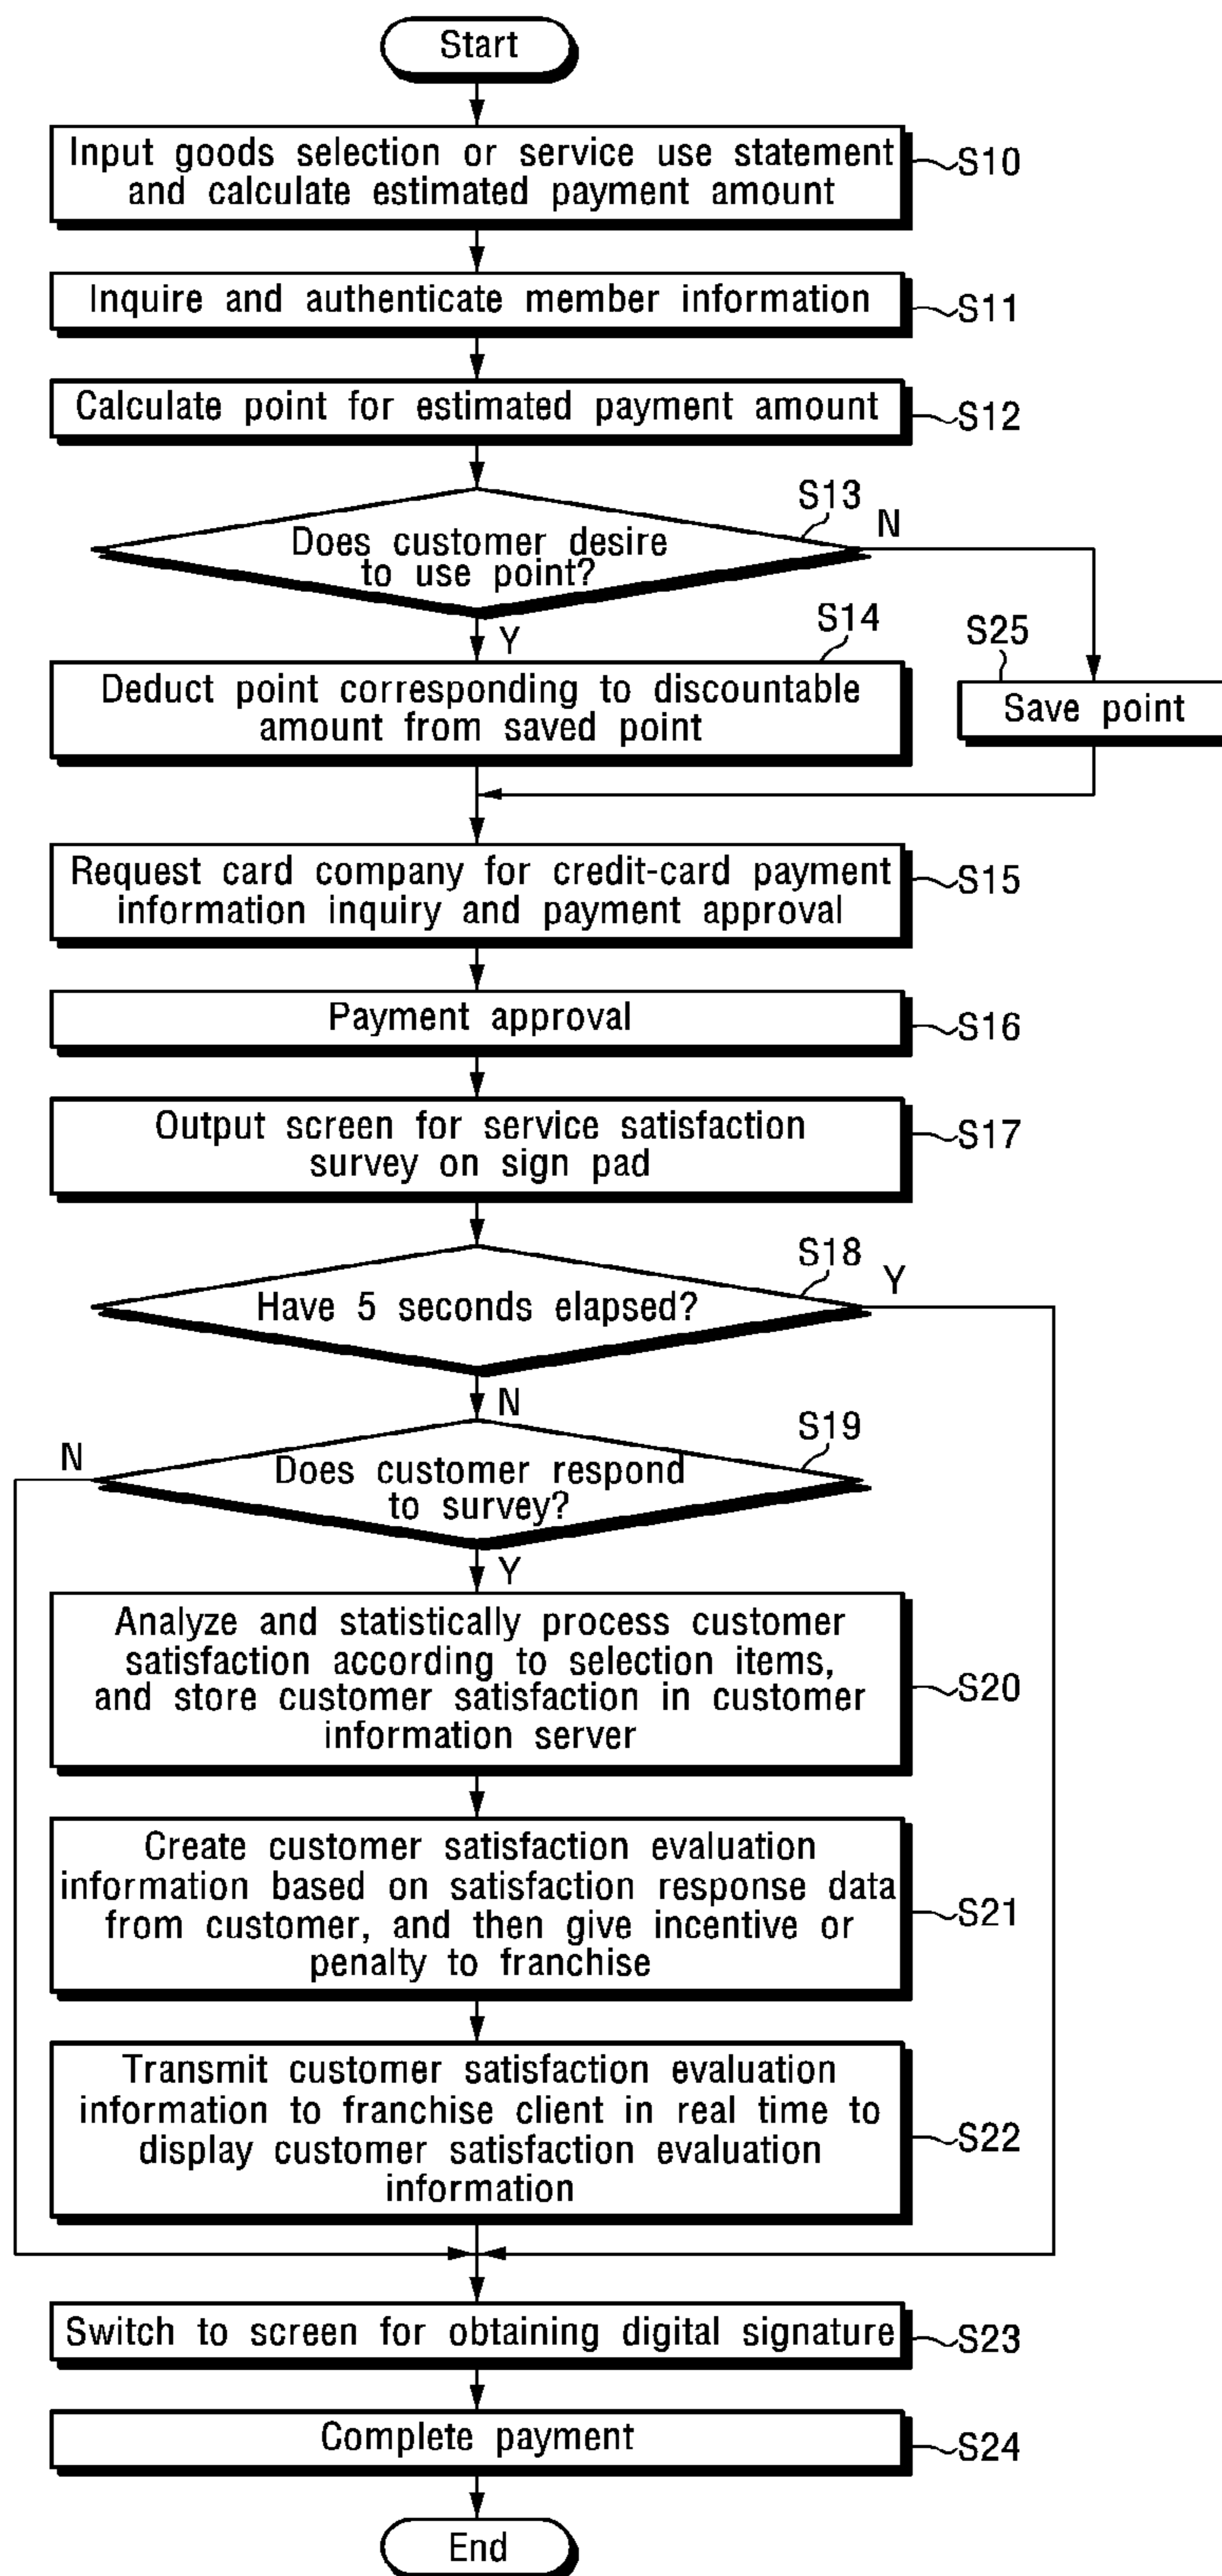 Start
Input goods selection or service use statement
and calculate estimated payment amount
S10
Inquire and authenticate member information
S11
Calculate point for estimated payment amount
S12
S13
N
Does customer desire
to use point?
Y
S14
S25
Deduct point corresponding to discountable
amount from saved point
Save point
Request card company for credit-card payment
information inquiry and payment approval
S15
Payment approval
S16
Output screen for service satisfaction
survey on sign pad
S17
S18
Y
Have 5 seconds elapsed?
N
S19
N
Does customer respond
to survey?
Y
Analyze and statistically process customer
satisfaction according to selection items,
and store customer satisfaction in customer
information server
S20
Create customer satisfaction evaluation
information based on satisfaction response data
from customer, and then give incentive or
penalty to franchise
S21
Transmit customer satisfaction evaluation
information to franchise client in real time to
display customer satisfaction evaluation
information
S22
Switch to screen for obtaining digital signature
S23
Complete payment
S24
End